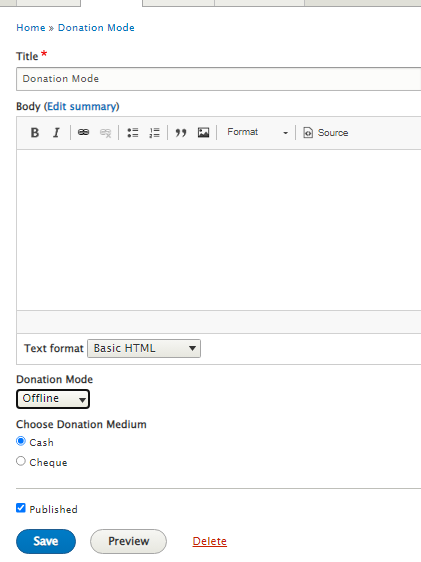 Home » Donation Mode
Title *
Donation Mode
Body (Edit summary)
B I Format Source
Text format Basic HTML
Donation Mode
Offline
Choose Donation Medium
Cash
Cheque
Published
Save Preview Delete